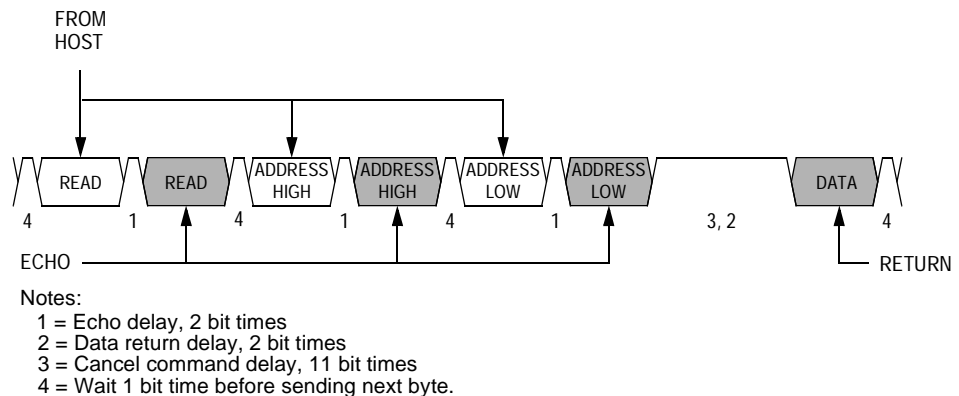 FROM
HOST
READ READ ADDRESS HIGH ADDRESS HIGH ADDRESS LOW ADDRESS LOW DATA
4 1 4 1 4 1 3, 2 4
ECHO RETURN
Notes:
1 = Echo delay, 2 bit times
2 = Data return delay, 2 bit times
3 = Cancel command delay, 11 bit times
4 = Wait 1 bit time before sending next byte.